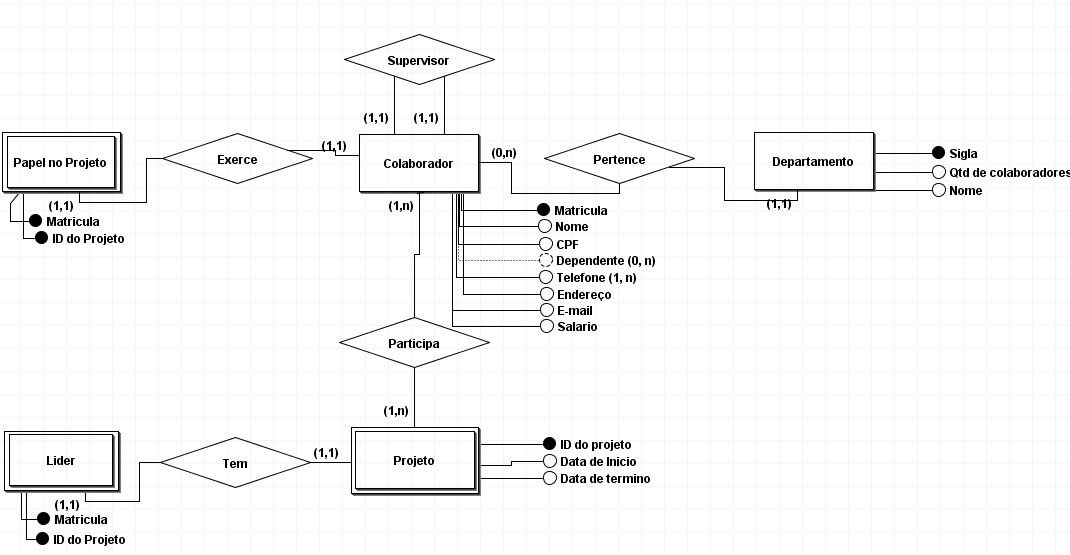 Supervisor
(1,1)
(1,1)
Papel no Projeto
Exerce
(1,1)
Colaborador
(0,n)
Pertence
Departamento
Sigla
Qtd de colaboradores
Nome
(1,1)
(1,1)
Matricula
ID do Projeto
(1,n)
Matricula
Nome
CPF
Dependente (0, n)
Telefone (1, n)
Endereço
E-mail
Salario
Participa
(1,n)
Lider
Tem
(1,1)
Projeto
ID do projeto
Data de Inicio
Data de termino
(1,1)
Matricula
ID do Projeto